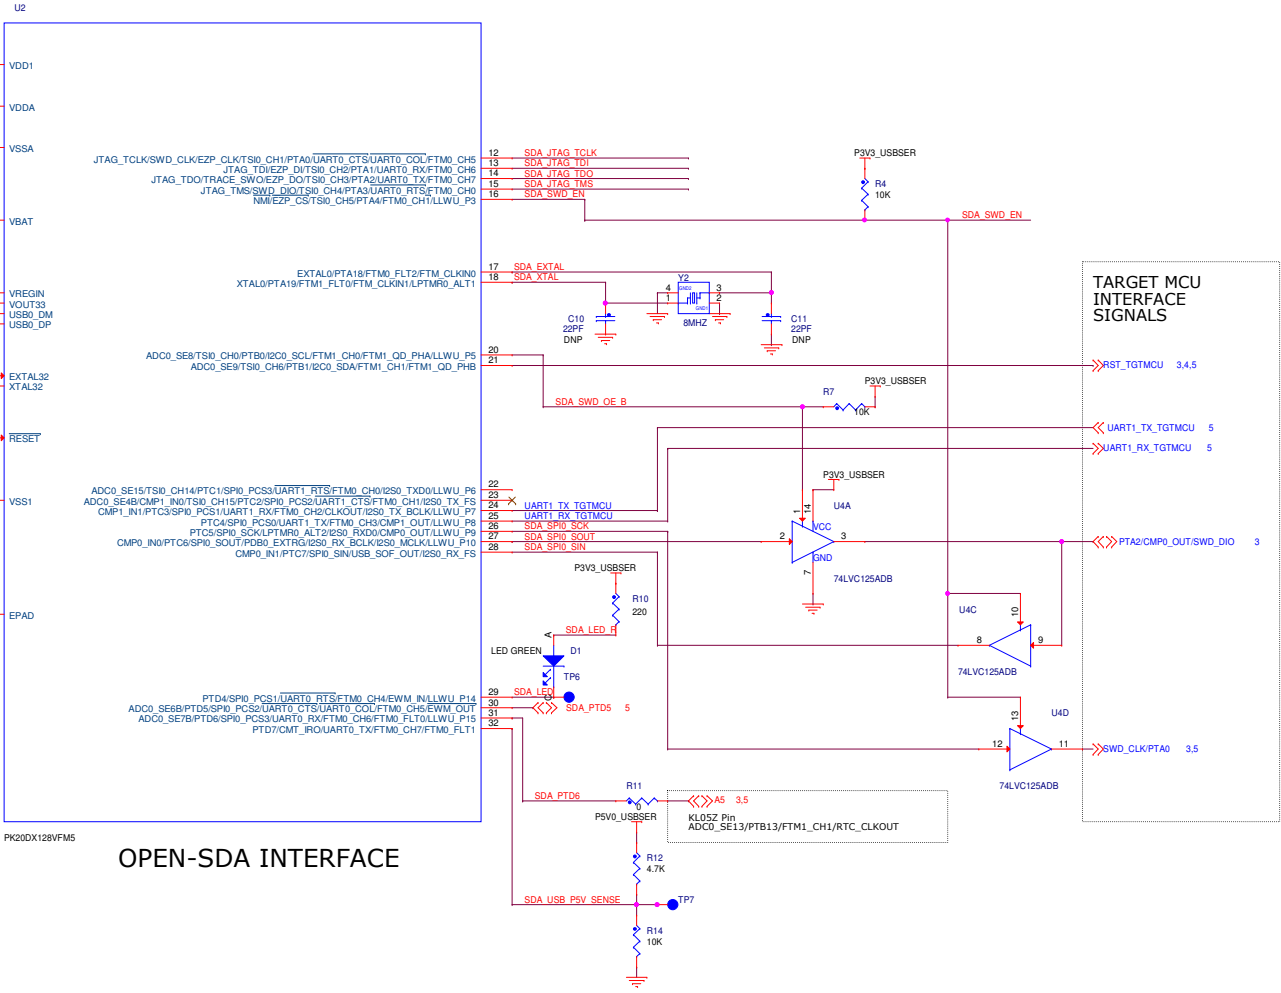 U2
VDD1
VDDA
VSSA
VBAT
VREGIN
VOUT33
USB0_DM
USB0_DP
EXTAL32
XTAL32
RESET
VSS1
EPAD
JTAG_TCLK/SWD_CLK/EZP_CLK/TSI0_CH1/PTA0/UART0_CTS/UART0_COL/FTM0_CH5 12 SDA_JTAG_TCLK
JTAG_TDI/EZP_DI/TSI0_CH2/PTA1/UART0_RX/FTM0_CH6 13 SDA_JTAG_TDI
JTAG_TDO/TRACE_SWO/EZP_DO/TSI0_CH3/PTA2/UART0_TX/FTM0_CH7 14 SDA_JTAG_TDO
JTAG_TMS/SWD_DIO/TSI0_CH4/PTA3/UART0_RTS/FTM0_CH0 15 SDA_JTAG_TMS
NMI/EZP_CS/TSI0_CH5/PTA4/FTM0_CH1/LLWU_P3 16 SDA_SWD_EN
P3V3_USBSER
R4
10K
SDA_SWD_EN
EXTAL0/PTA18/FTM0_FLT2/FTM_CLKIN0 17 SDA_EXTAL
XTAL0/PTA19/FTM1_FLT0/FTM_CLKIN1/LPTMR0_ALT1 18 SDA_XTAL
Y2
4 GND2 3
1 GND1 2
8MHZ
C10
22PF
DNP
C11
22PF
DNP
TARGET MCU
INTERFACE
SIGNALS
ADC0_SE8/TSI0_CH0/PTB0/I2C0_SCL/FTM1_CH0/FTM1_QD_PHA/LLWU_P5 20
ADC0_SE9/TSI0_CH6/PTB1/I2C0_SDA/FTM1_CH1/FTM1_QD_PHB 21
RST_TGTMCU 3,4,5
SDA_SWD_OE_B
R7
10K
P3V3_USBSER
UART1_TX_TGTMCU 5
UART1_RX_TGTMCU 5
ADC0_SE15/TSI0_CH14/PTC1/SPI0_PCS3/UART1_RTS/FTM0_CH0/I2S0_TXD0/LLWU_P6 22
ADC0_SE4B/CMP1_IN0/TSI0_CH15/PTC2/SPI0_PCS2/UART1_CTS/FTM0_CH1/I2S0_TX_FS 23
CMP1_IN1/PTC3/SPI0_PCS1/UART1_RX/FTM0_CH2/CLKOUT/I2S0_TX_BCLK/LLWU_P7 24 UART1_TX_TGTMCU
PTC4/SPI0_PCS0/UART1_TX/FTM0_CH3/CMP1_OUT/LLWU_P8 25 UART1_RX_TGTMCU
PTC5/SPI0_SCK/LPTMR0_ALT2/I2S0_RXD0/CMP0_OUT/LLWU_P9 26 SDA_SPI0_SCK
CMP0_IN0/PTC6/SPI0_SOUT/PDB0_EXTRG/I2S0_RX_BCLK/I2S0_MCLK/LLWU_P10 27 SDA_SPI0_SOUT
CMP0_IN1/PTC7/SPI0_SIN/USB_SOF_OUT/I2S0_RX_FS 28 SDA_SPI0_SIN
P3V3_USBSER
U4A
1 14
VCC
2 3
GND
7
74LVC125ADB
PTA2/CMP0_OUT/SWD_DIO 3
P3V3_USBSER
R10
220
SDA_LED_R
A
LED GREEN D1
C
TP6
U4C
10
8 9
74LVC125ADB
PTD4/SPI0_PCS1/UART0_RTS/FTM0_CH4/EWM_IN/LLWU_P14 29 SDA_LED
ADC0_SE6B/PTD5/SPI0_PCS2/UART0_CTS/UART0_COL/FTM0_CH5/EWM_OUT 30 SDA_PTD5 5
ADC0_SE7B/PTD6/SPI0_PCS3/UART0_RX/FTM0_CH6/FTM0_FLT0/LLWU_P15 31
PTD7/CMT_IRO/UART0_TX/FTM0_CH7/FTM0_FLT1 32
U4D
13
12 11
74LVC125ADB
SWD_CLK/PTA0 3,5
SDA_PTD6
R11
0
A5 3,5
KL05Z Pin
ADC0_SE13/PTB13/FTM1_CH1/RTC_CLKOUT
P5V0_USBSER
R12
4.7K
SDA_USB_P5V_SENSE
TP7
R14
10K
PK20DX128VFM5
OPEN-SDA INTERFACE